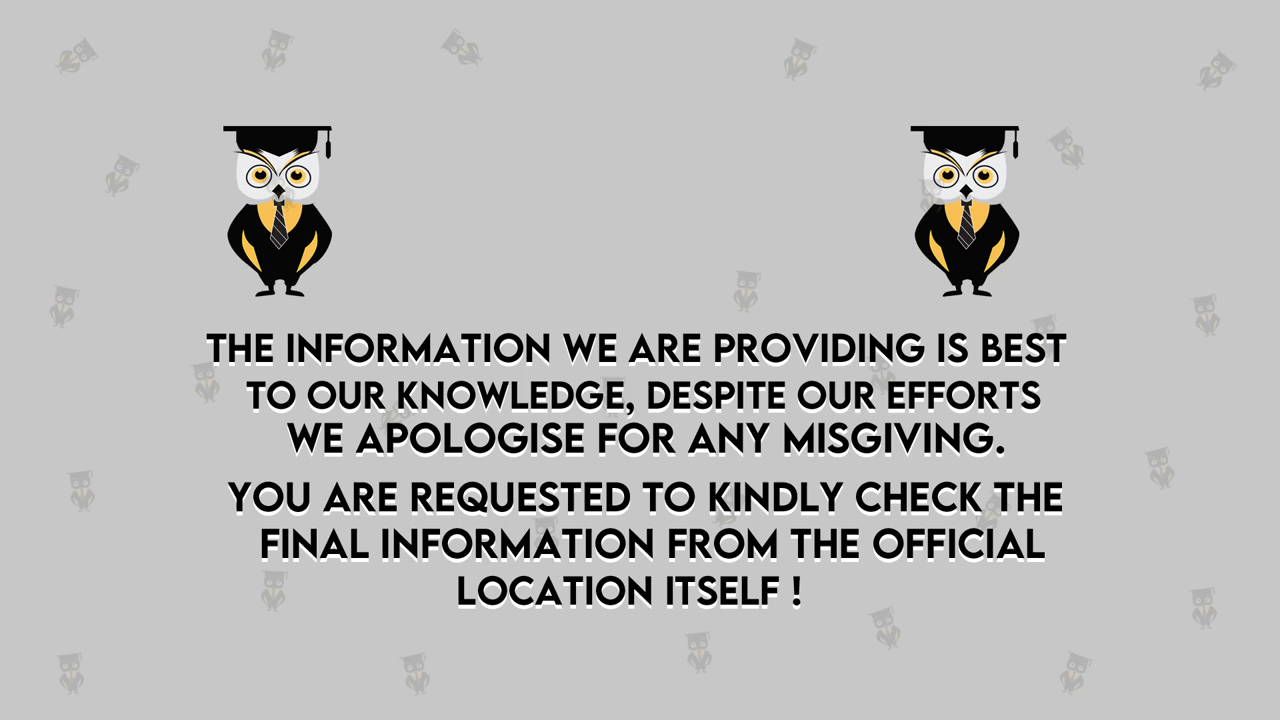 THE INFORMATION WE ARE PROVIDING IS BEST
TO OUR KNOWLEDGE, DESPITE OUR EFFORTS
WE APOLOGISE FOR ANY MISGIVING.
YOU ARE REQUESTED TO KINDLY CHECK THE
FINAL INFORMATION FROM THE OFFICIAL
LOCATION ITSELF !